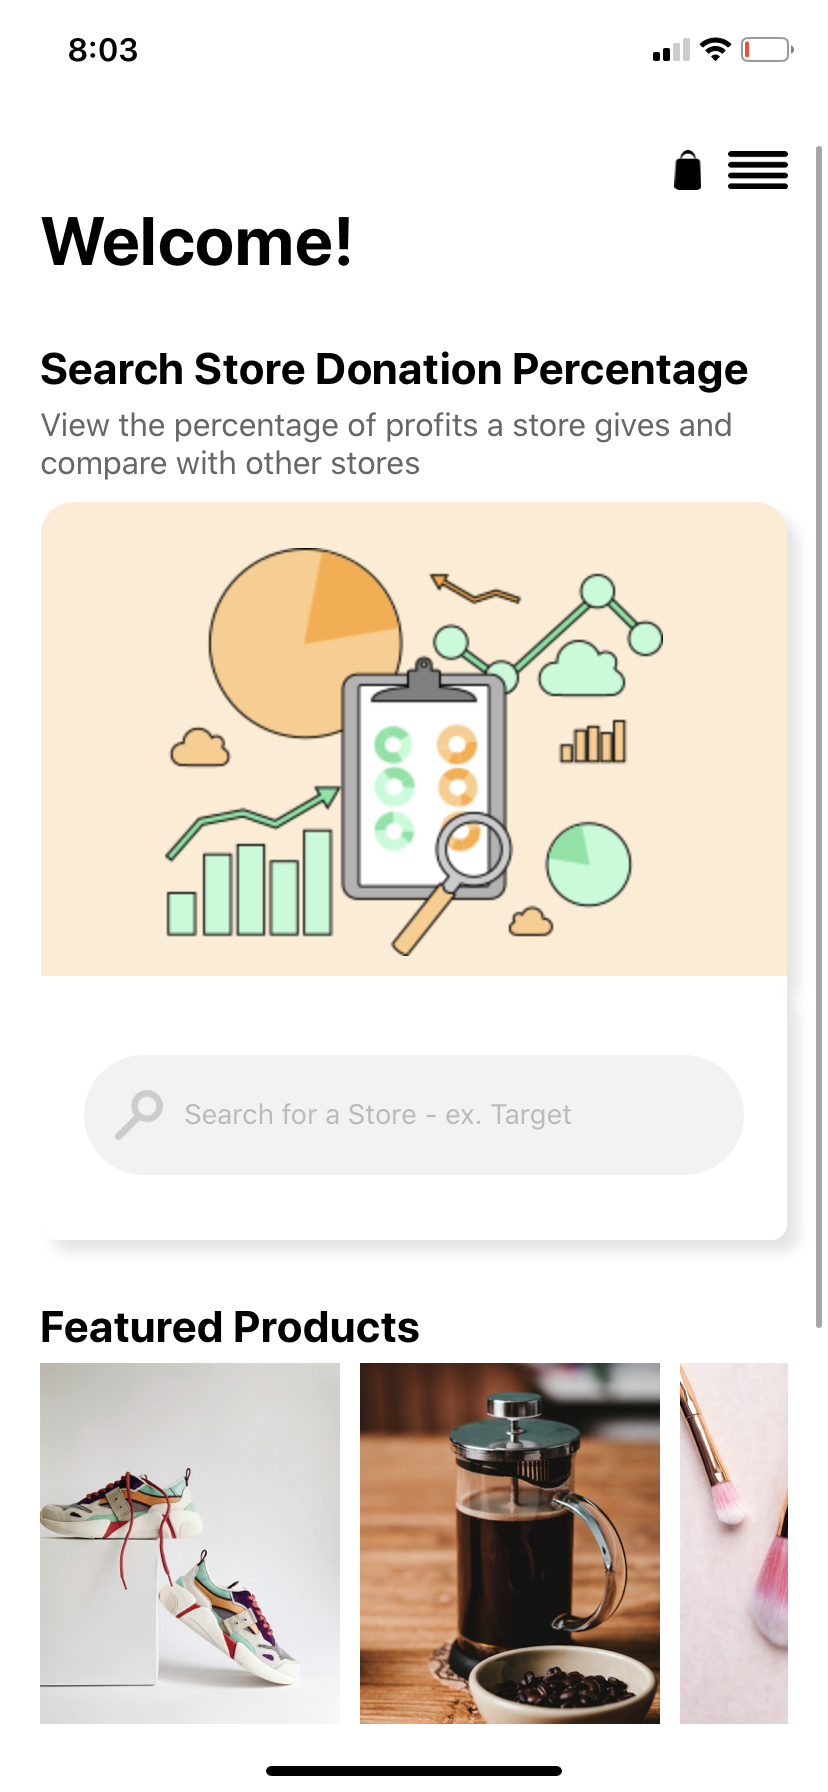 8:03
Welcome!
Search Store Donation Percentage
View the percentage of profits a store gives and
compare with other stores
Search for a Store - ex. Target
Featured Products